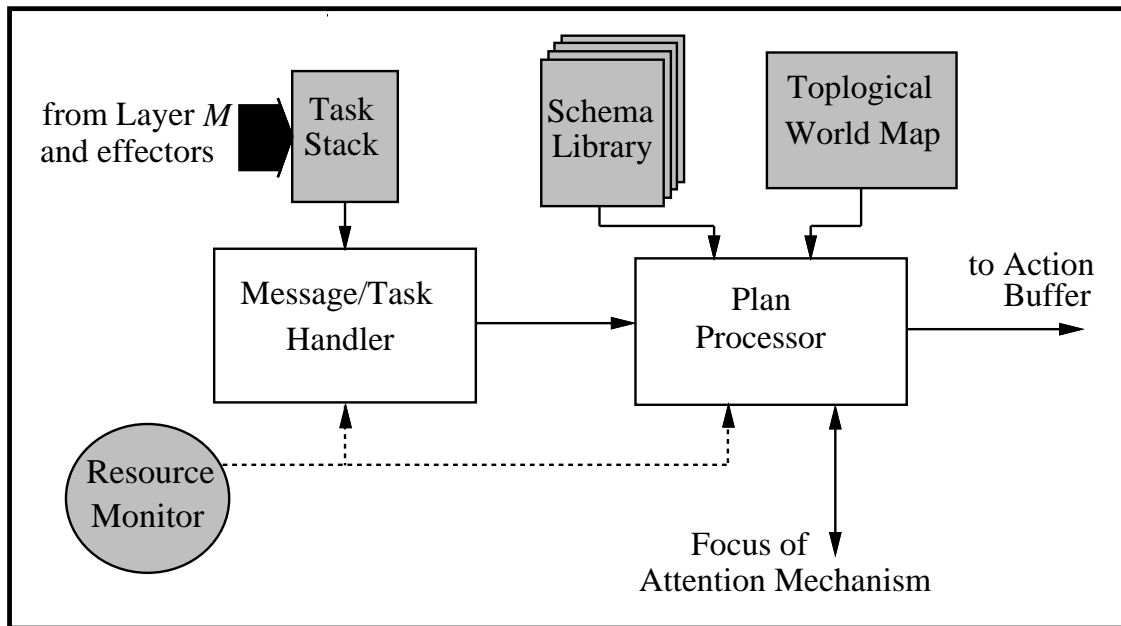 from Layer M
and effectors
Task
Stack
Schema
Library
Toplogical
World Map
Message/Task
Handler
Plan
Processor
to Action
Buffer
Resource
Monitor
Focus of
Attention Mechanism